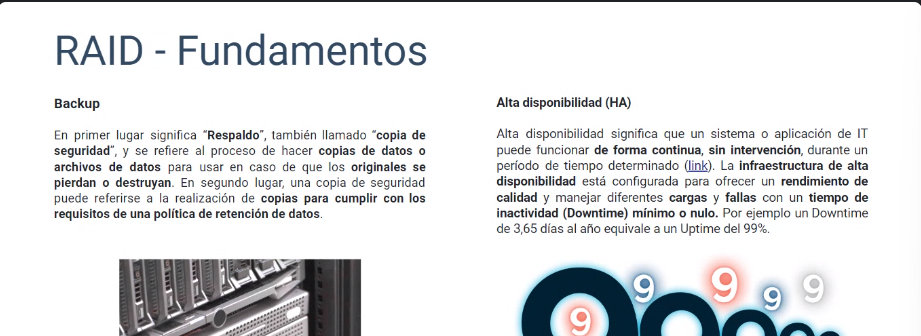 RAID - Fundamentos
Backup
En primer lugar significa “Respaldo”, también llamado “copia de
seguridad”, y se refiere al proceso de hacer copias de datos o
archivos de datos para usar en caso de que los originales se
pierdan o destruyan. En segundo lugar, una copia de seguridad
puede referirse a la realización de copias para cumplir con los
requisitos de una política de retención de datos.
Alta disponibilidad (HA)
Alta disponibilidad significa que un sistema o aplicación de IT
puede funcionar de forma continua, sin intervención, durante un
período de tiempo determinado (link). La infraestructura de alta
disponibilidad está configurada para ofrecer un rendimiento de
calidad y manejar diferentes cargas y fallas con un tiempo de
inactividad (Downtime) mínimo o nulo. Por ejemplo un Downtime
de 3,65 días al año equivale a un Uptime del 99%.
9 9 9 9
9